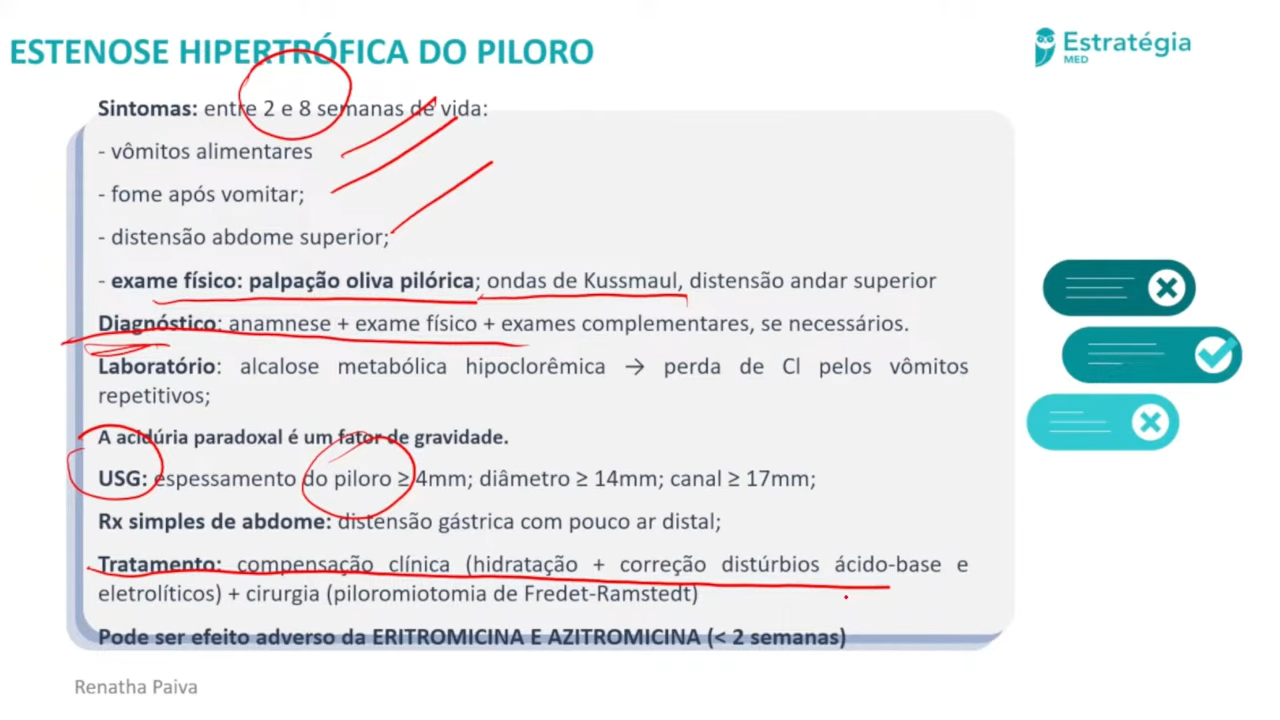 ESTENOSE HIPERTRÓFICA DO PILORO
Estratégia
MED
Sintomas: entre 2 e 8 semanas de vida:
- vômitos alimentares
- fome após vomitar;
- distensão abdome superior;
- exame físico: palpação oliva pilórica; ondas de Kussmaul, distensão andar superior
Diagnóstico: anamnese + exame físico + exames complementares, se necessários.
Laboratório: alcalose metabólica hipoclorêmica → perda de Cl pelos vômitos
repetitivos;
A acidúria paradoxal é um fator de gravidade.
USG: espessamento do piloro ≥ 4mm; diâmetro ≥ 14mm; canal ≥ 17mm;
Rx simples de abdome: distensão gástrica com pouco ar distal;
Tratamento: compensação clínica (hidratação + correção distúrbios ácido-base e
eletrolíticos) + cirurgia (piloromiotomia de Fredet-Ramstedt)
Pode ser efeito adverso da ERITROMICINA E AZITROMICINA (< 2 semanas)
Renatha Paiva